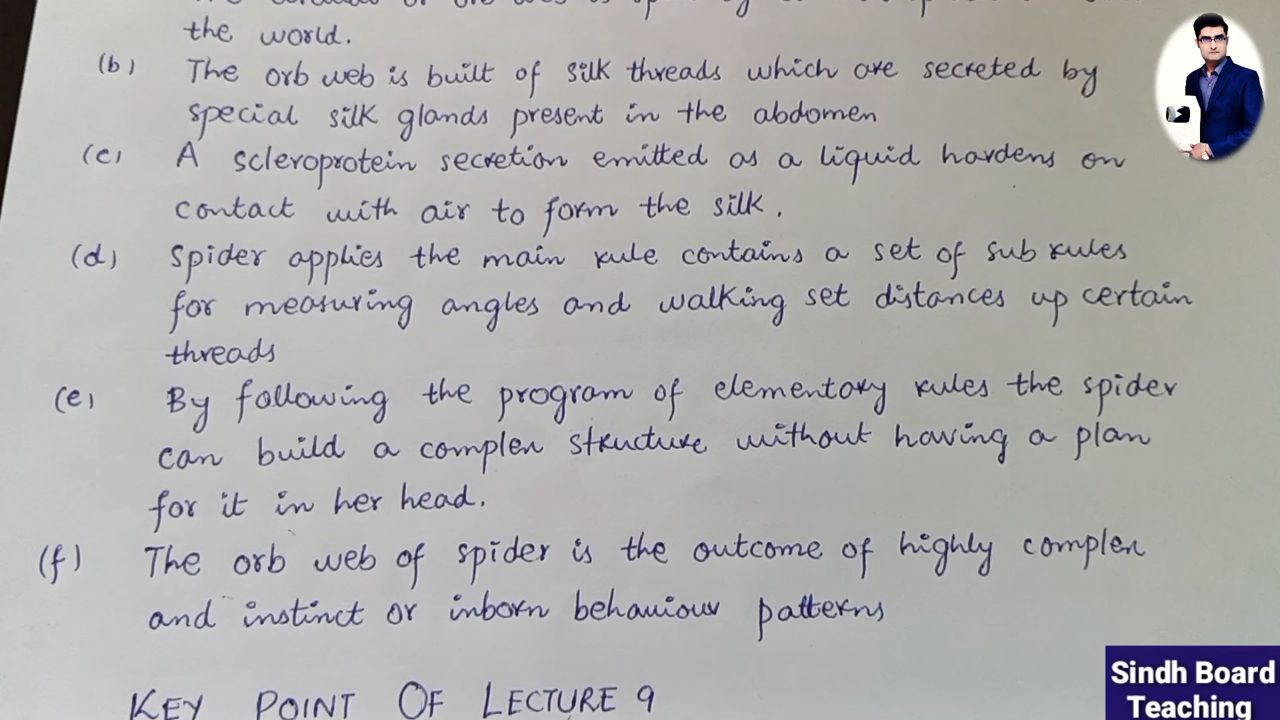 the world.
(b) The orb web is built of silk threads which are secreted by
special silk glands present in the abdomen
(c) A scleroprotein secretion emitted as a liquid hardens on
contact with air to form the silk.
(d) Spider applies the main rule contains a set of sub rules
for measuring angles and walking set distances up certain
threads
(e) By following the program of elementary rules the spider
can build a complex structure without having a plan
for it in her head.
(f) The orb web of spider is the outcome of highly complex
and instinct or inborn behaviour patterns
KEY POINT OF LECTURE 9
Sindh Board
Teaching